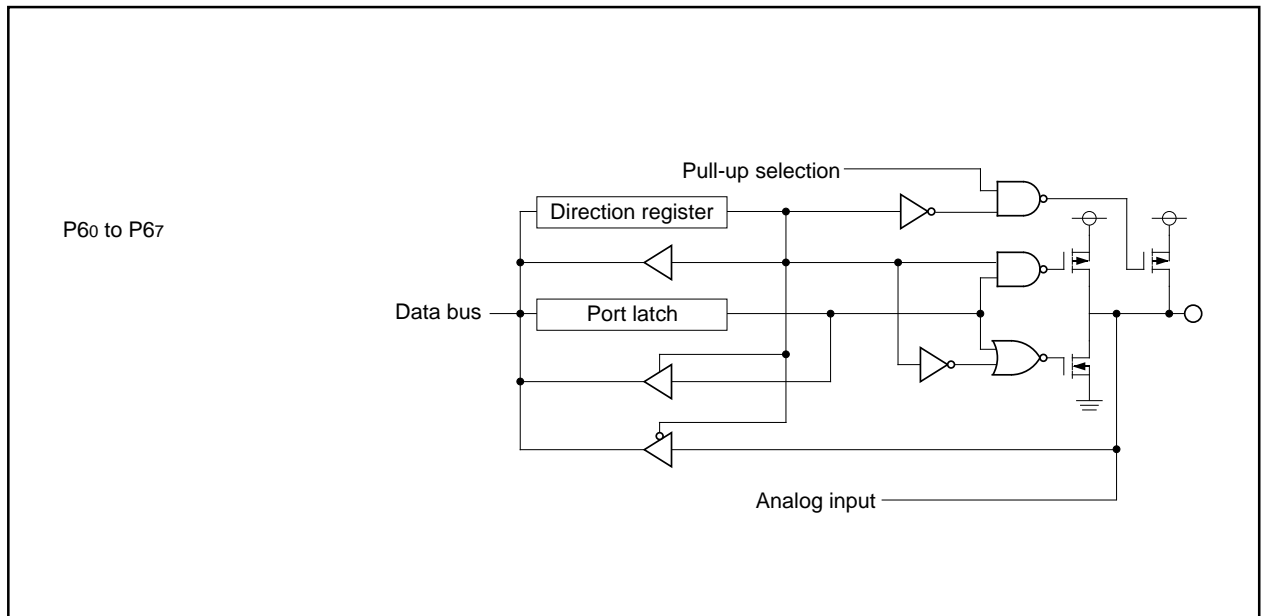 Pull-up selection
Direction register
P60 to P67
Port latch
Data bus
Analog input